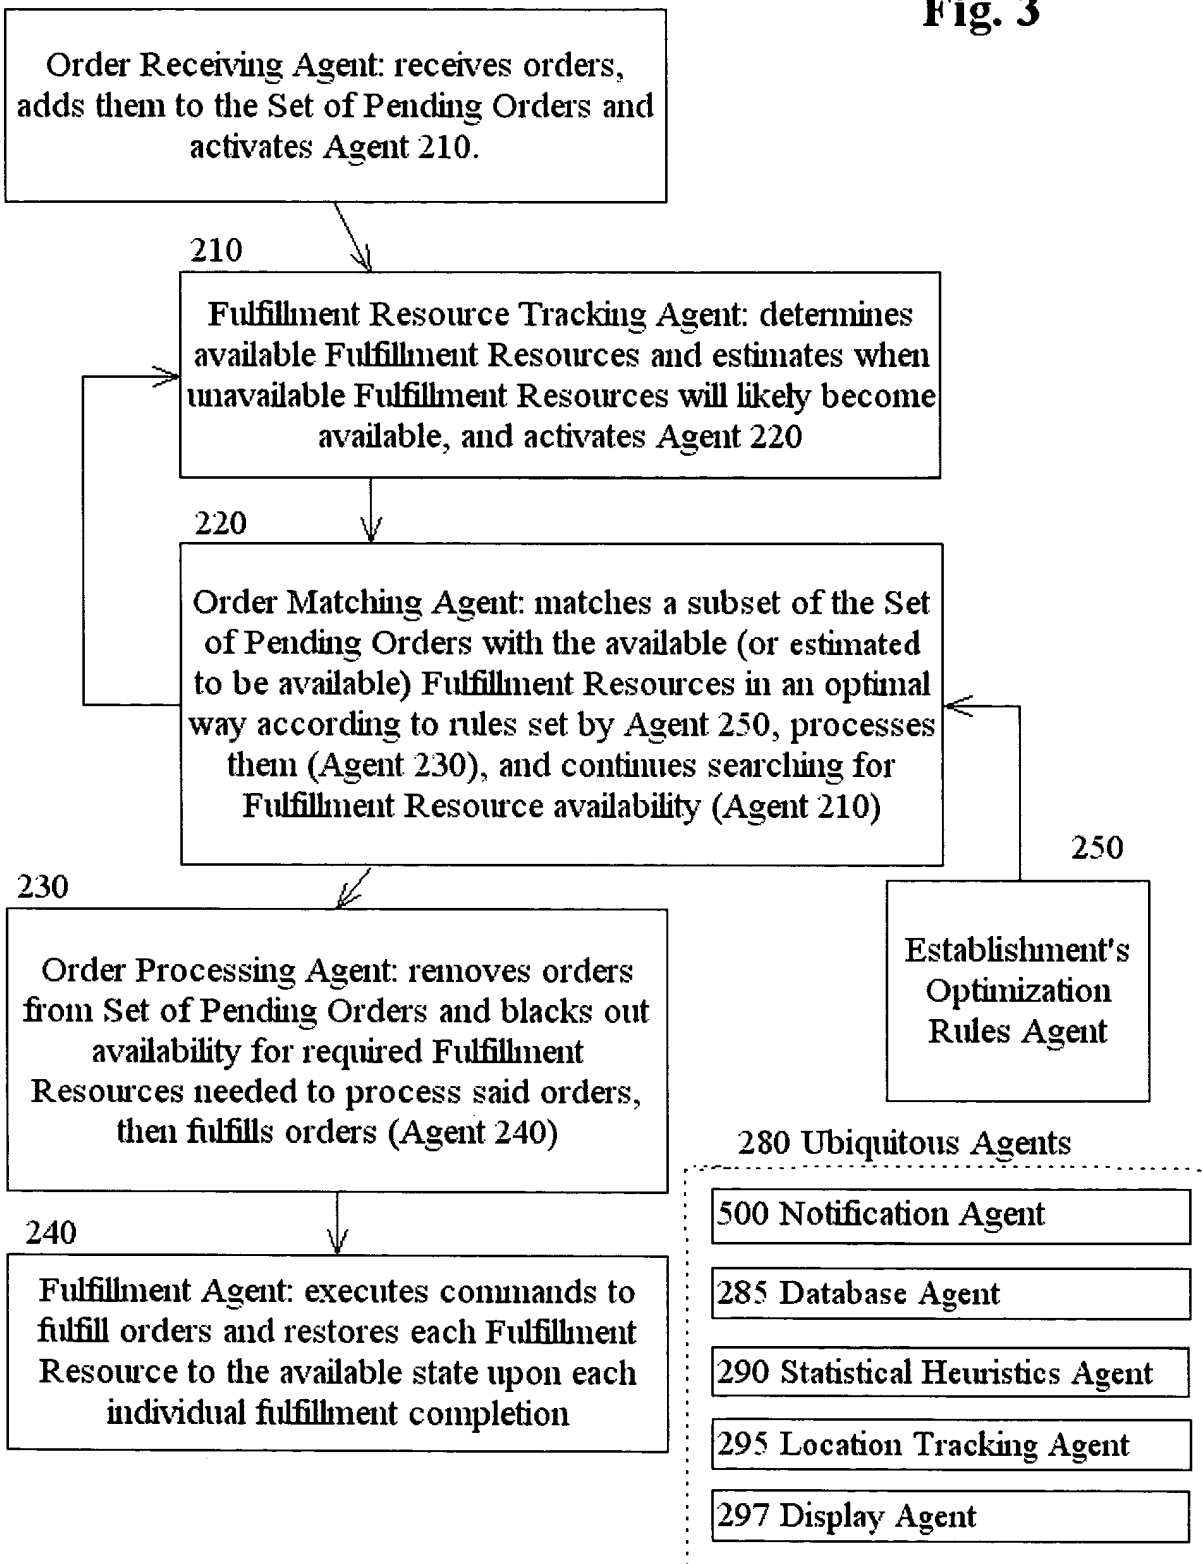 Fig. 3
Order Receiving Agent: receives orders,
adds them to the Set of Pending Orders and
activates Agent 210.
210
Fulfillment Resource Tracking Agent: determines
available Fulfillment Resources and estimates when
unavailable Fulfillment Resources will likely become
available, and activates Agent 220
220
Order Matching Agent: matches a subset of the Set
of Pending Orders with the available (or estimated
to be available) Fulfillment Resources in an optimal
way according to rules set by Agent 250, processes
them (Agent 230), and continues searching for
Fulfillment Resource availability (Agent 210)
250
Establishment's
Optimization
Rules Agent
230
Order Processing Agent: removes orders
from Set of Pending Orders and blacks out
availability for required Fulfillment
Resources needed to process said orders,
then fulfills orders (Agent 240)
240
Fulfillment Agent: executes commands to
fulfill orders and restores each Fulfillment
Resource to the available state upon each
individual fulfillment completion
280 Ubiquitous Agents
500 Notification Agent
285 Database Agent
290 Statistical Heuristics Agent
295 Location Tracking Agent
297 Display Agent